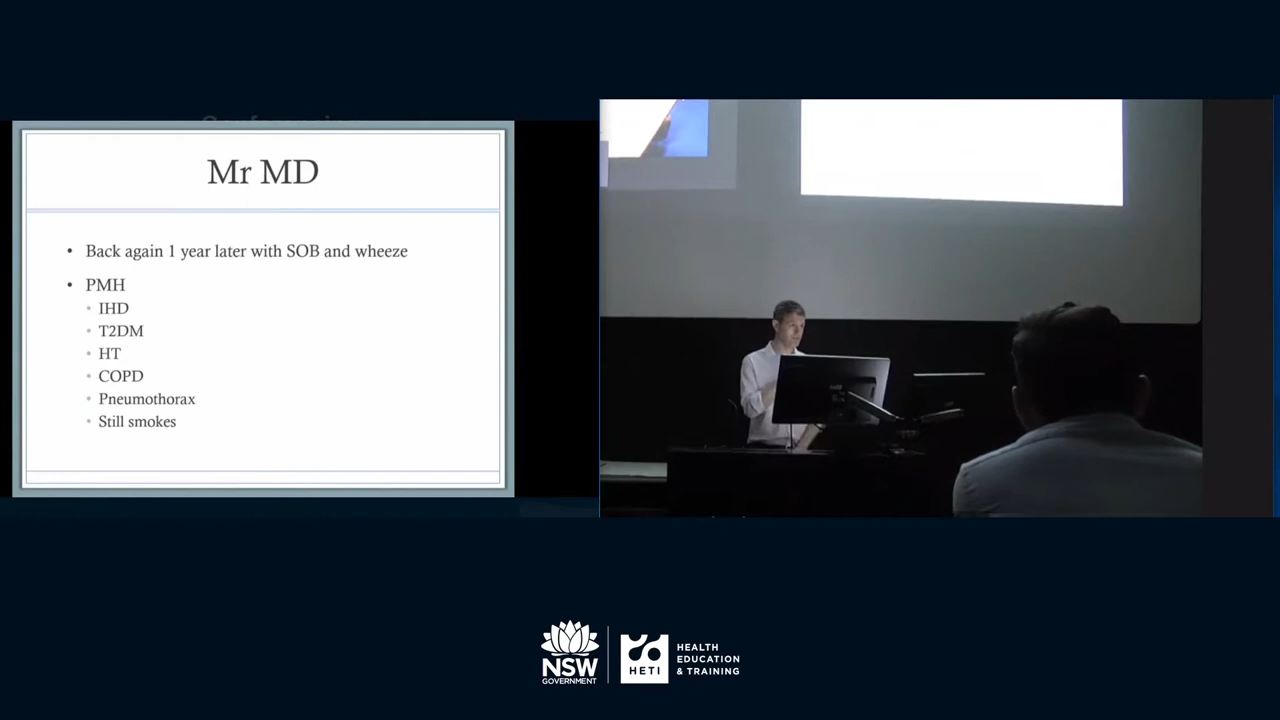 Mr MD
• Back again 1 year later with SOB and wheeze
• PMH
• IHD
• T2DM
• HT
• COPD
• Pneumothorax
• Still smokes
NSW
GOVERNMENT
HETI
HEALTH
EDUCATION
& TRAINING